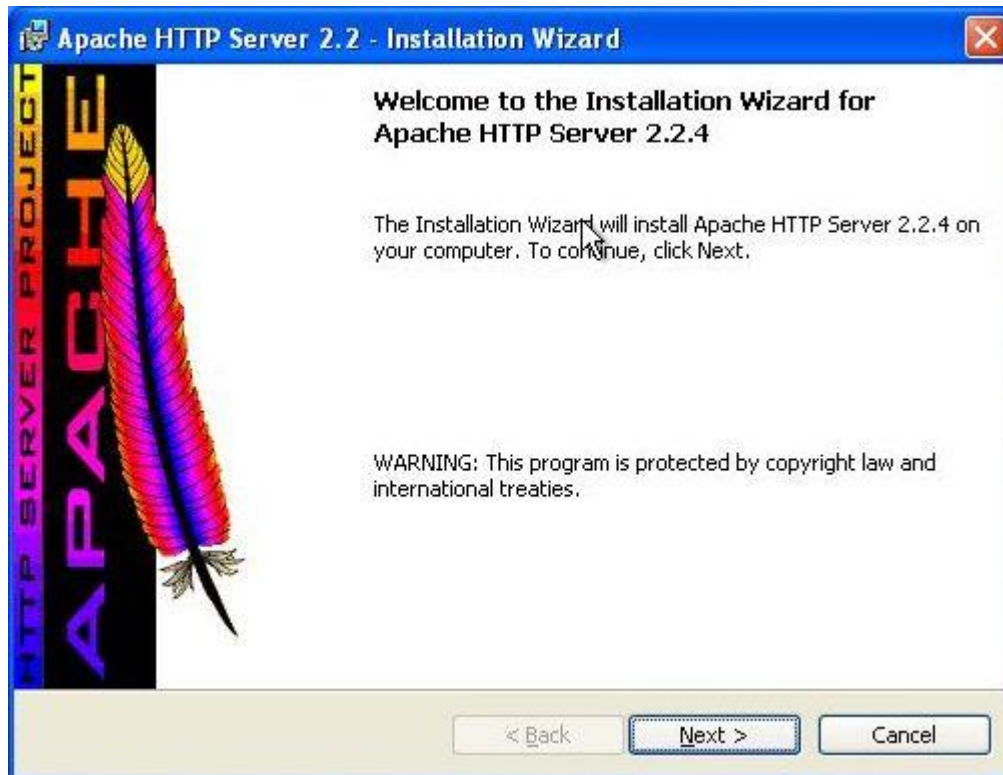 Apache HTTP Server 2.2 - Installation Wizard
HTTP SERVER PROJECT
APACHE
Welcome to the Installation Wizard for
Apache HTTP Server 2.2.4
The Installation Wizard will install Apache HTTP Server 2.2.4 on
your computer. To continue, click Next.
WARNING: This program is protected by copyright law and
international treaties.
< Back
Next >
Cancel